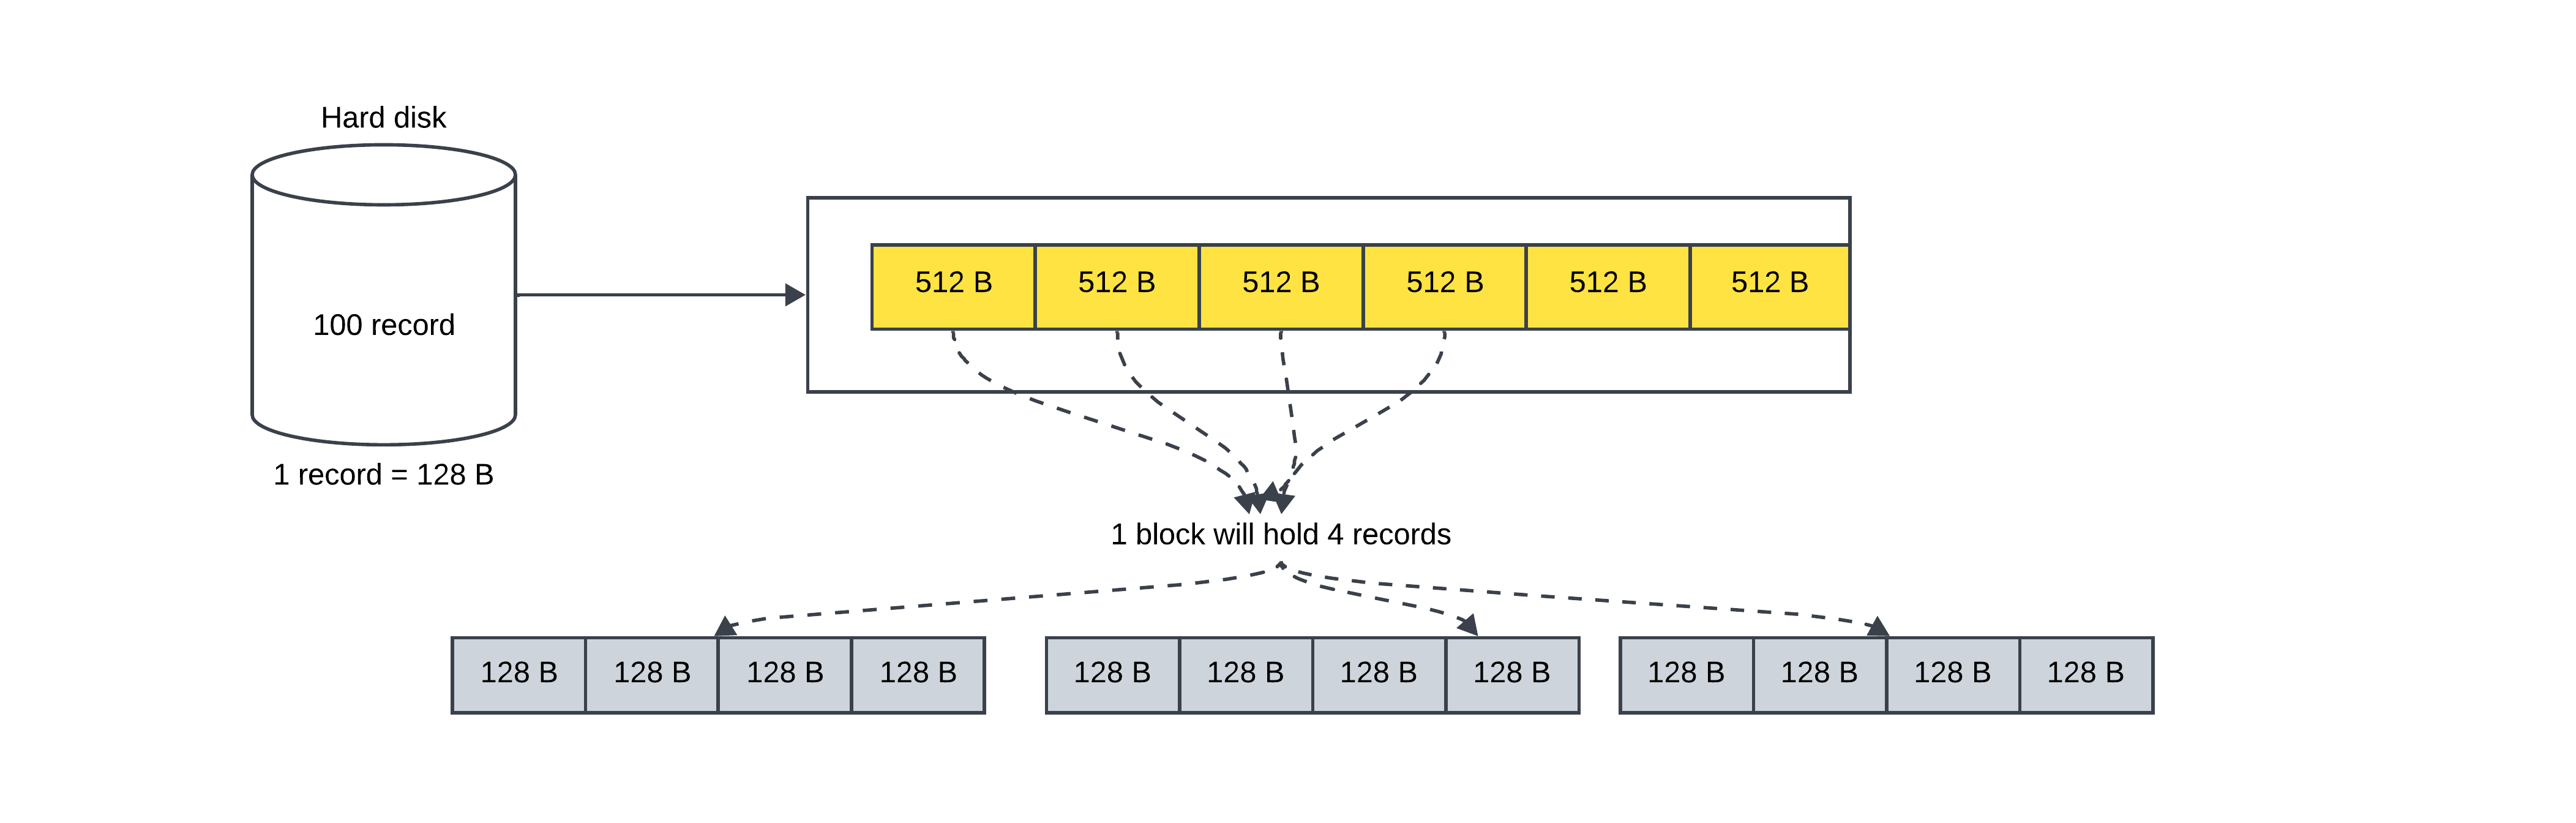 Hard disk
100 record
1 record = 128 B
512 B 512 B 512 B 512 B 512 B 512 B
1 block will hold 4 records
128 B 128 B 128 B 128 B 128 B 128 B 128 B 128 B 128 B 128 B 128 B 128 B